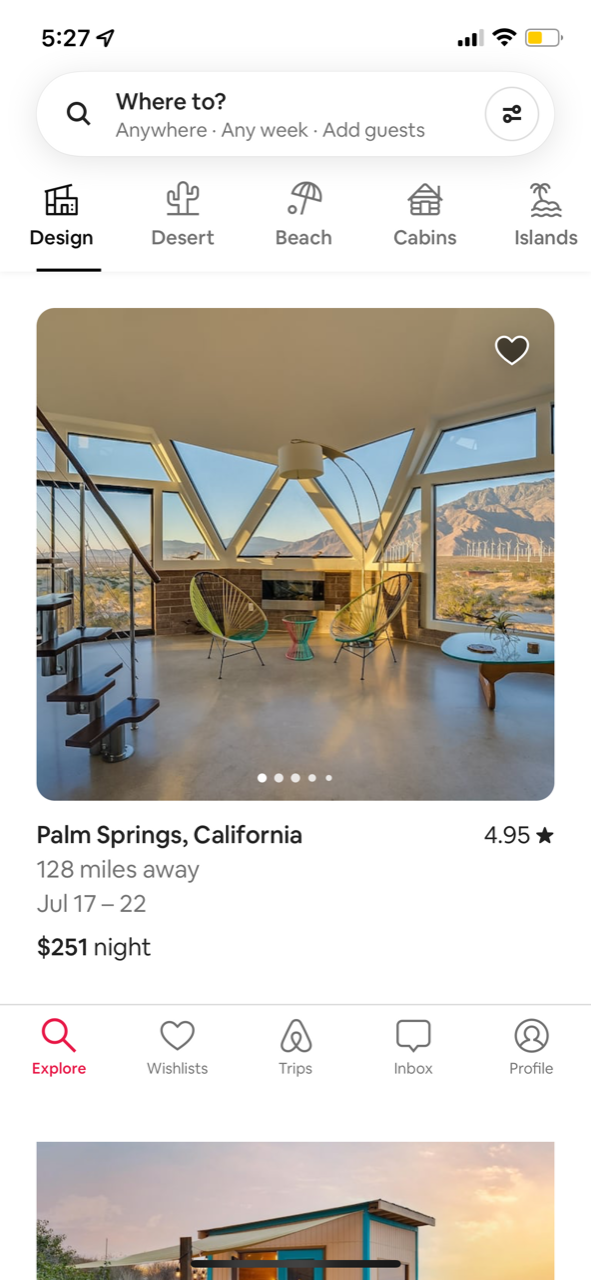 5:27
Where to?
Anywhere · Any week · Add guests
Design Desert Beach Cabins Islands
Palm Springs, California 4.95 ★
128 miles away
Jul 17 – 22
$251 night
Explore Wishlists Trips Inbox Profile